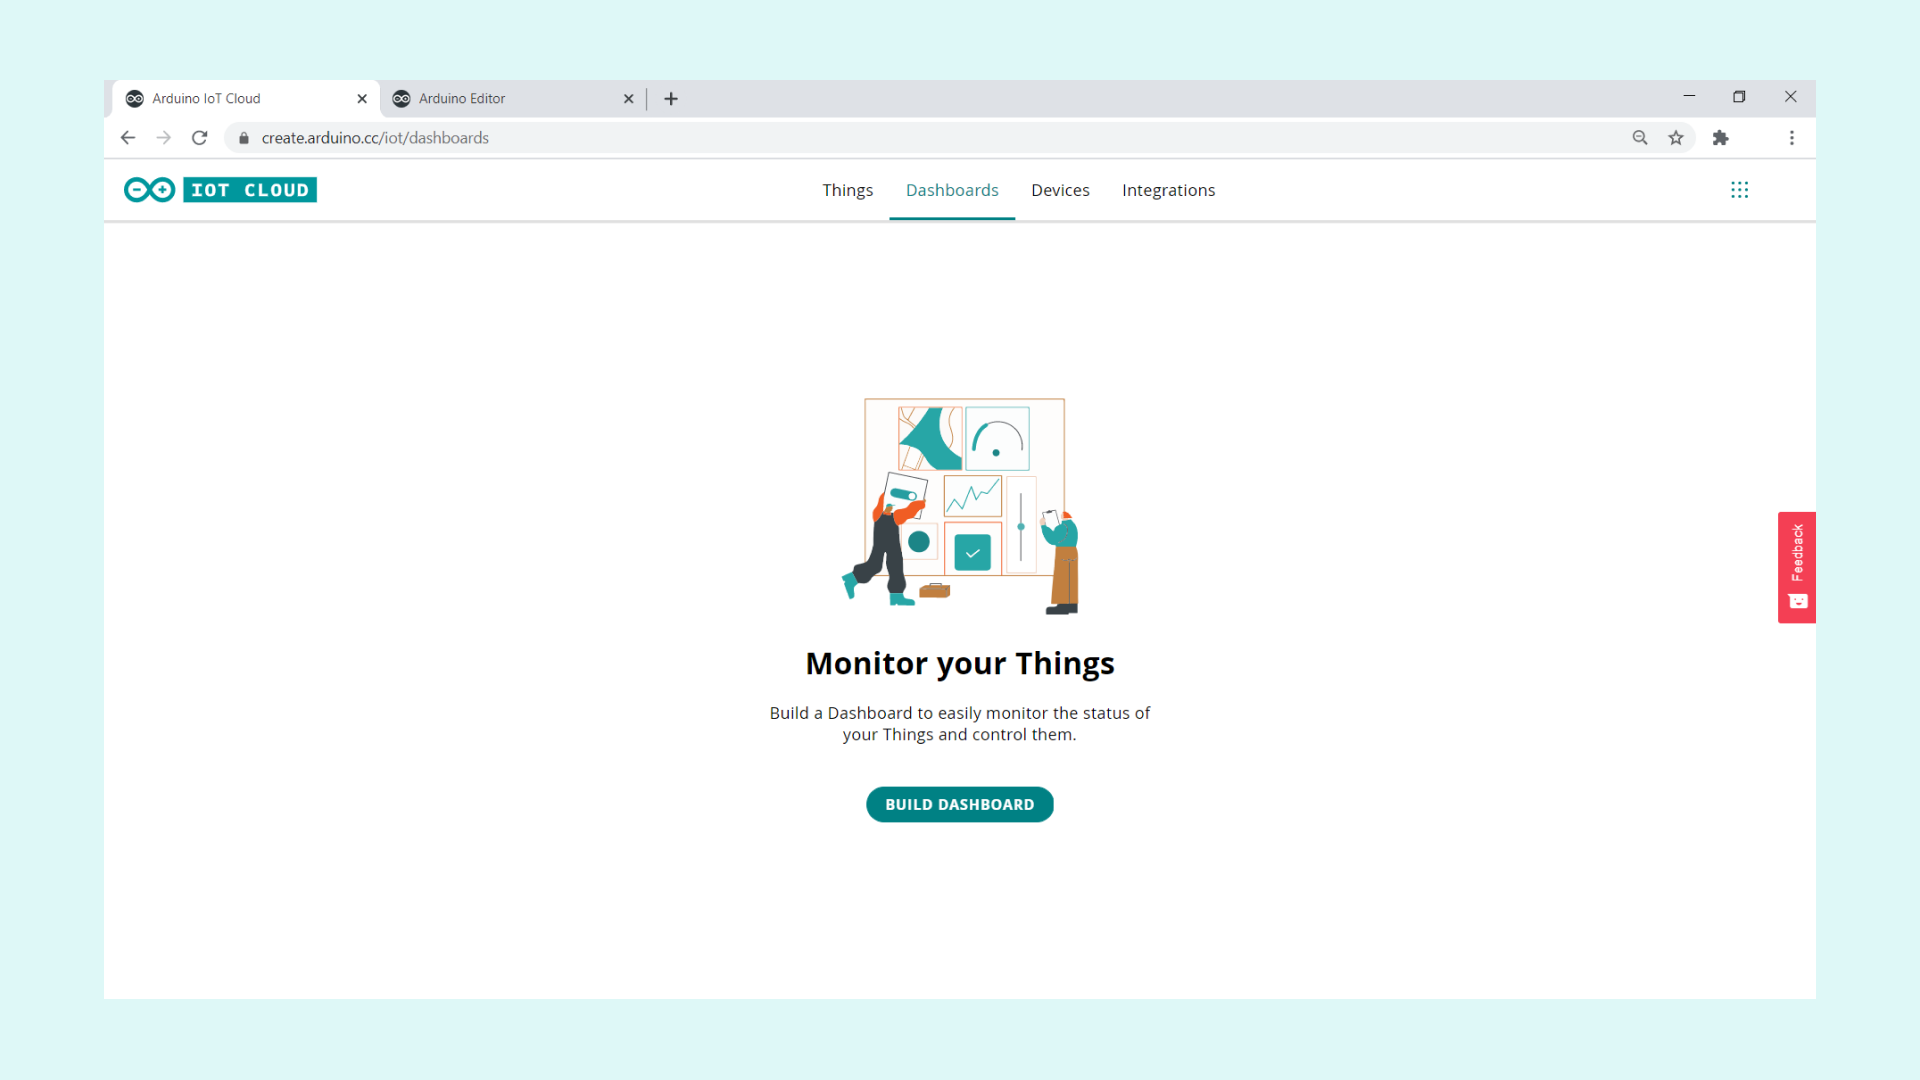 Arduino IoT Cloud
Arduino Editor
create.arduino.cc/iot/dashboards
IOT CLOUD
Things
Dashboards
Devices
Integrations
Feedback
Monitor your Things
Build a Dashboard to easily monitor the status of
your Things and control them.
BUILD DASHBOARD